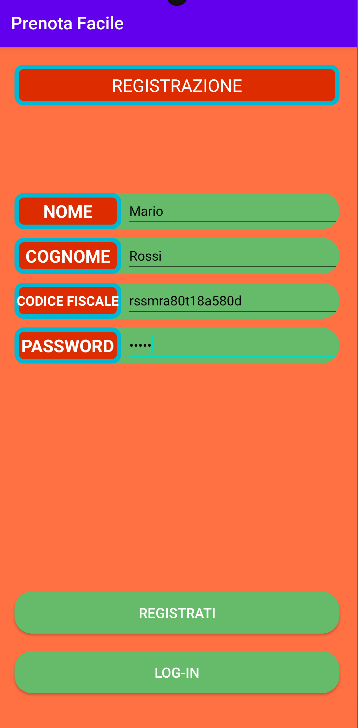 Prenota Facile
REGISTRAZIONE
NOME Mario
COGNOME Rossi
CODICE FISCALE rssmra80t18a580d
PASSWORD •••••
REGISTRATI
LOG-IN